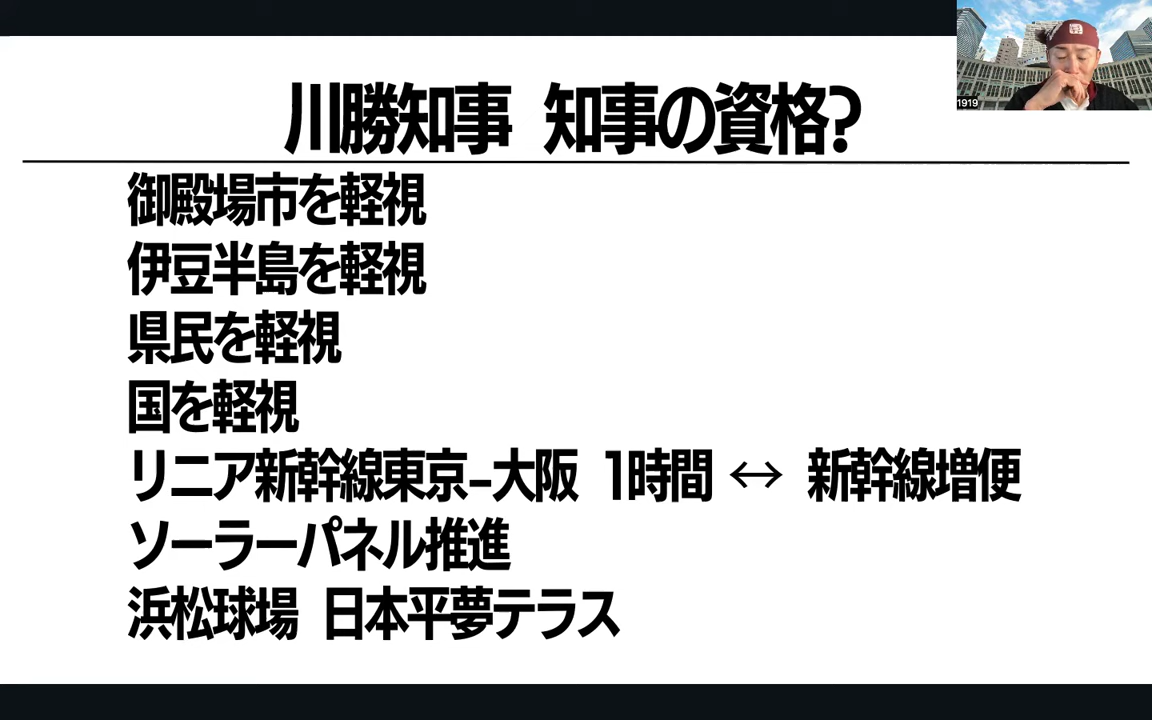 川勝知事 知事の資格?
1919
御殿場市を軽視
伊豆半島を軽視
県民を軽視
国を軽視
リニア新幹線東京-大阪 1時間 ↔ 新幹線増便
ソーラーパネル推進
浜松球場 日本平夢テラス